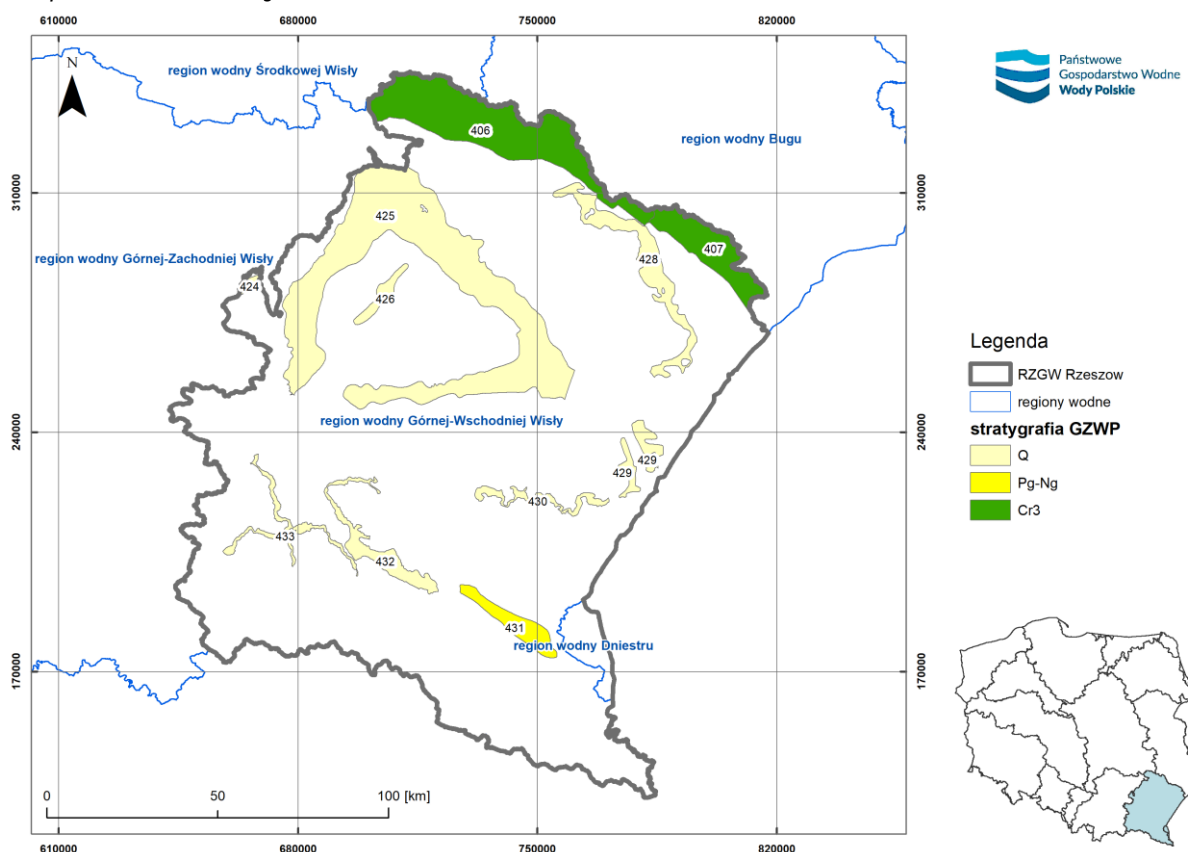 610000
680000
750000
820000
region wodny Środkowej Wisły
N
Państwowe
Gospodarstwo Wodne
Wody Polskie
406
region wodny Bugu
310000
310000
425
407
428
region wodny Górnej-Zachodniej Wisły
424
426
Legenda
RZGW Rzeszow
regiony wodne
region wodny Górnej-Wschodniej Wisły
240000
240000
stratygrafia GZWP
Q
429
429
Pg-Ng
430
Cr3
433
432
431
region wodny Dniestru
170000
170000
0
50
100 [km]
610000
680000
750000
820000